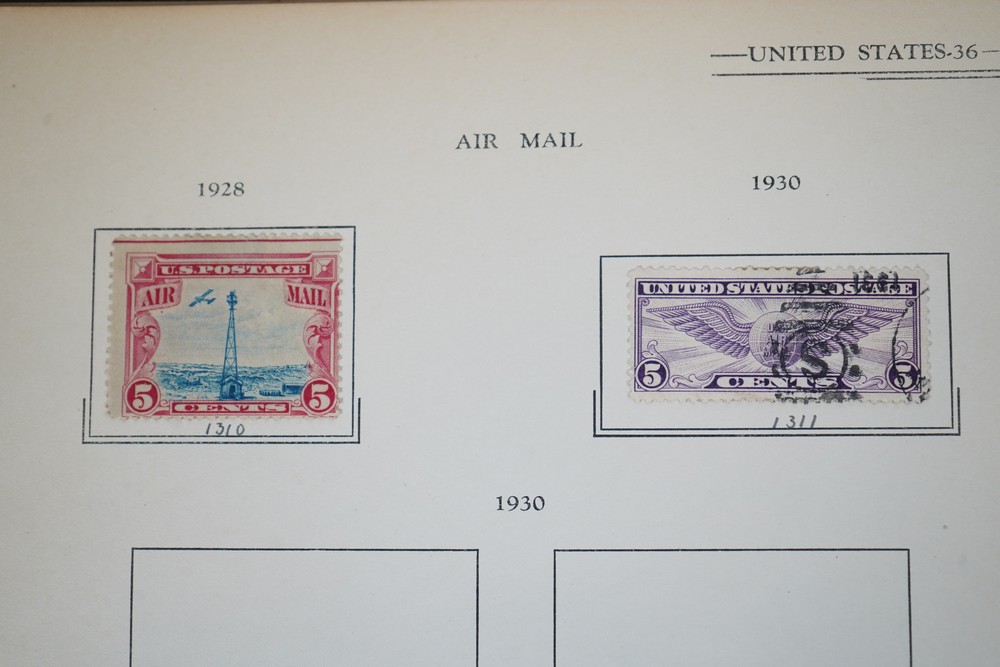 UNITED STATES-36
AIR MAIL
1928
1930
U.S. POSTAGE
AIR MAIL
5 CENTS 5
1310
UNITED STATES POSTAGE
1931
S
5 CENTS 5
1311
1930